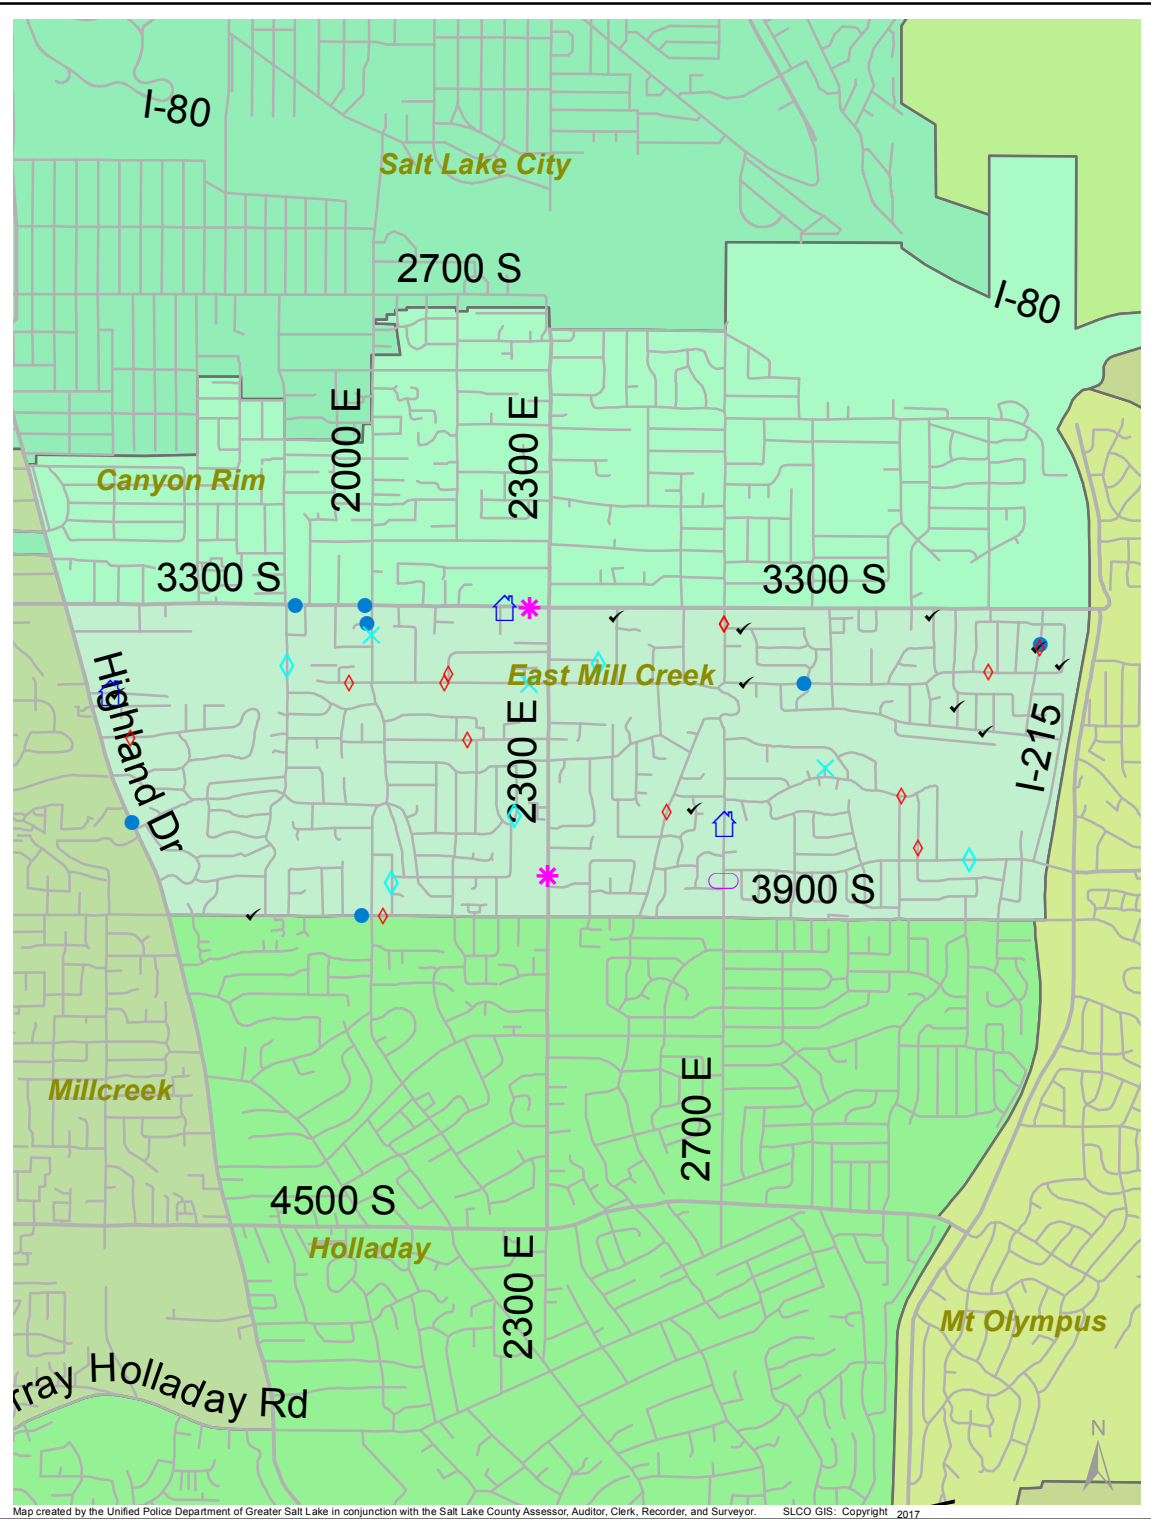 I-80
Salt Lake City
2700 S
I-80
2000 E
2300 E
Canyon Rim
3300 S
3300 S
East Mill Creek
Highland Dr
2300 E
I-215
3900 S
Millcreek
2700 E
4500 S
Holladay
2300 E
Mt Olympus
rray Holladay Rd
N
Map created by the Unified Police Department of Greater Salt Lake in conjunction with the Salt Lake County Assessor, Auditor, Clerk, Recorder, and Surveyor. SLCO GIS: Copyright 2017